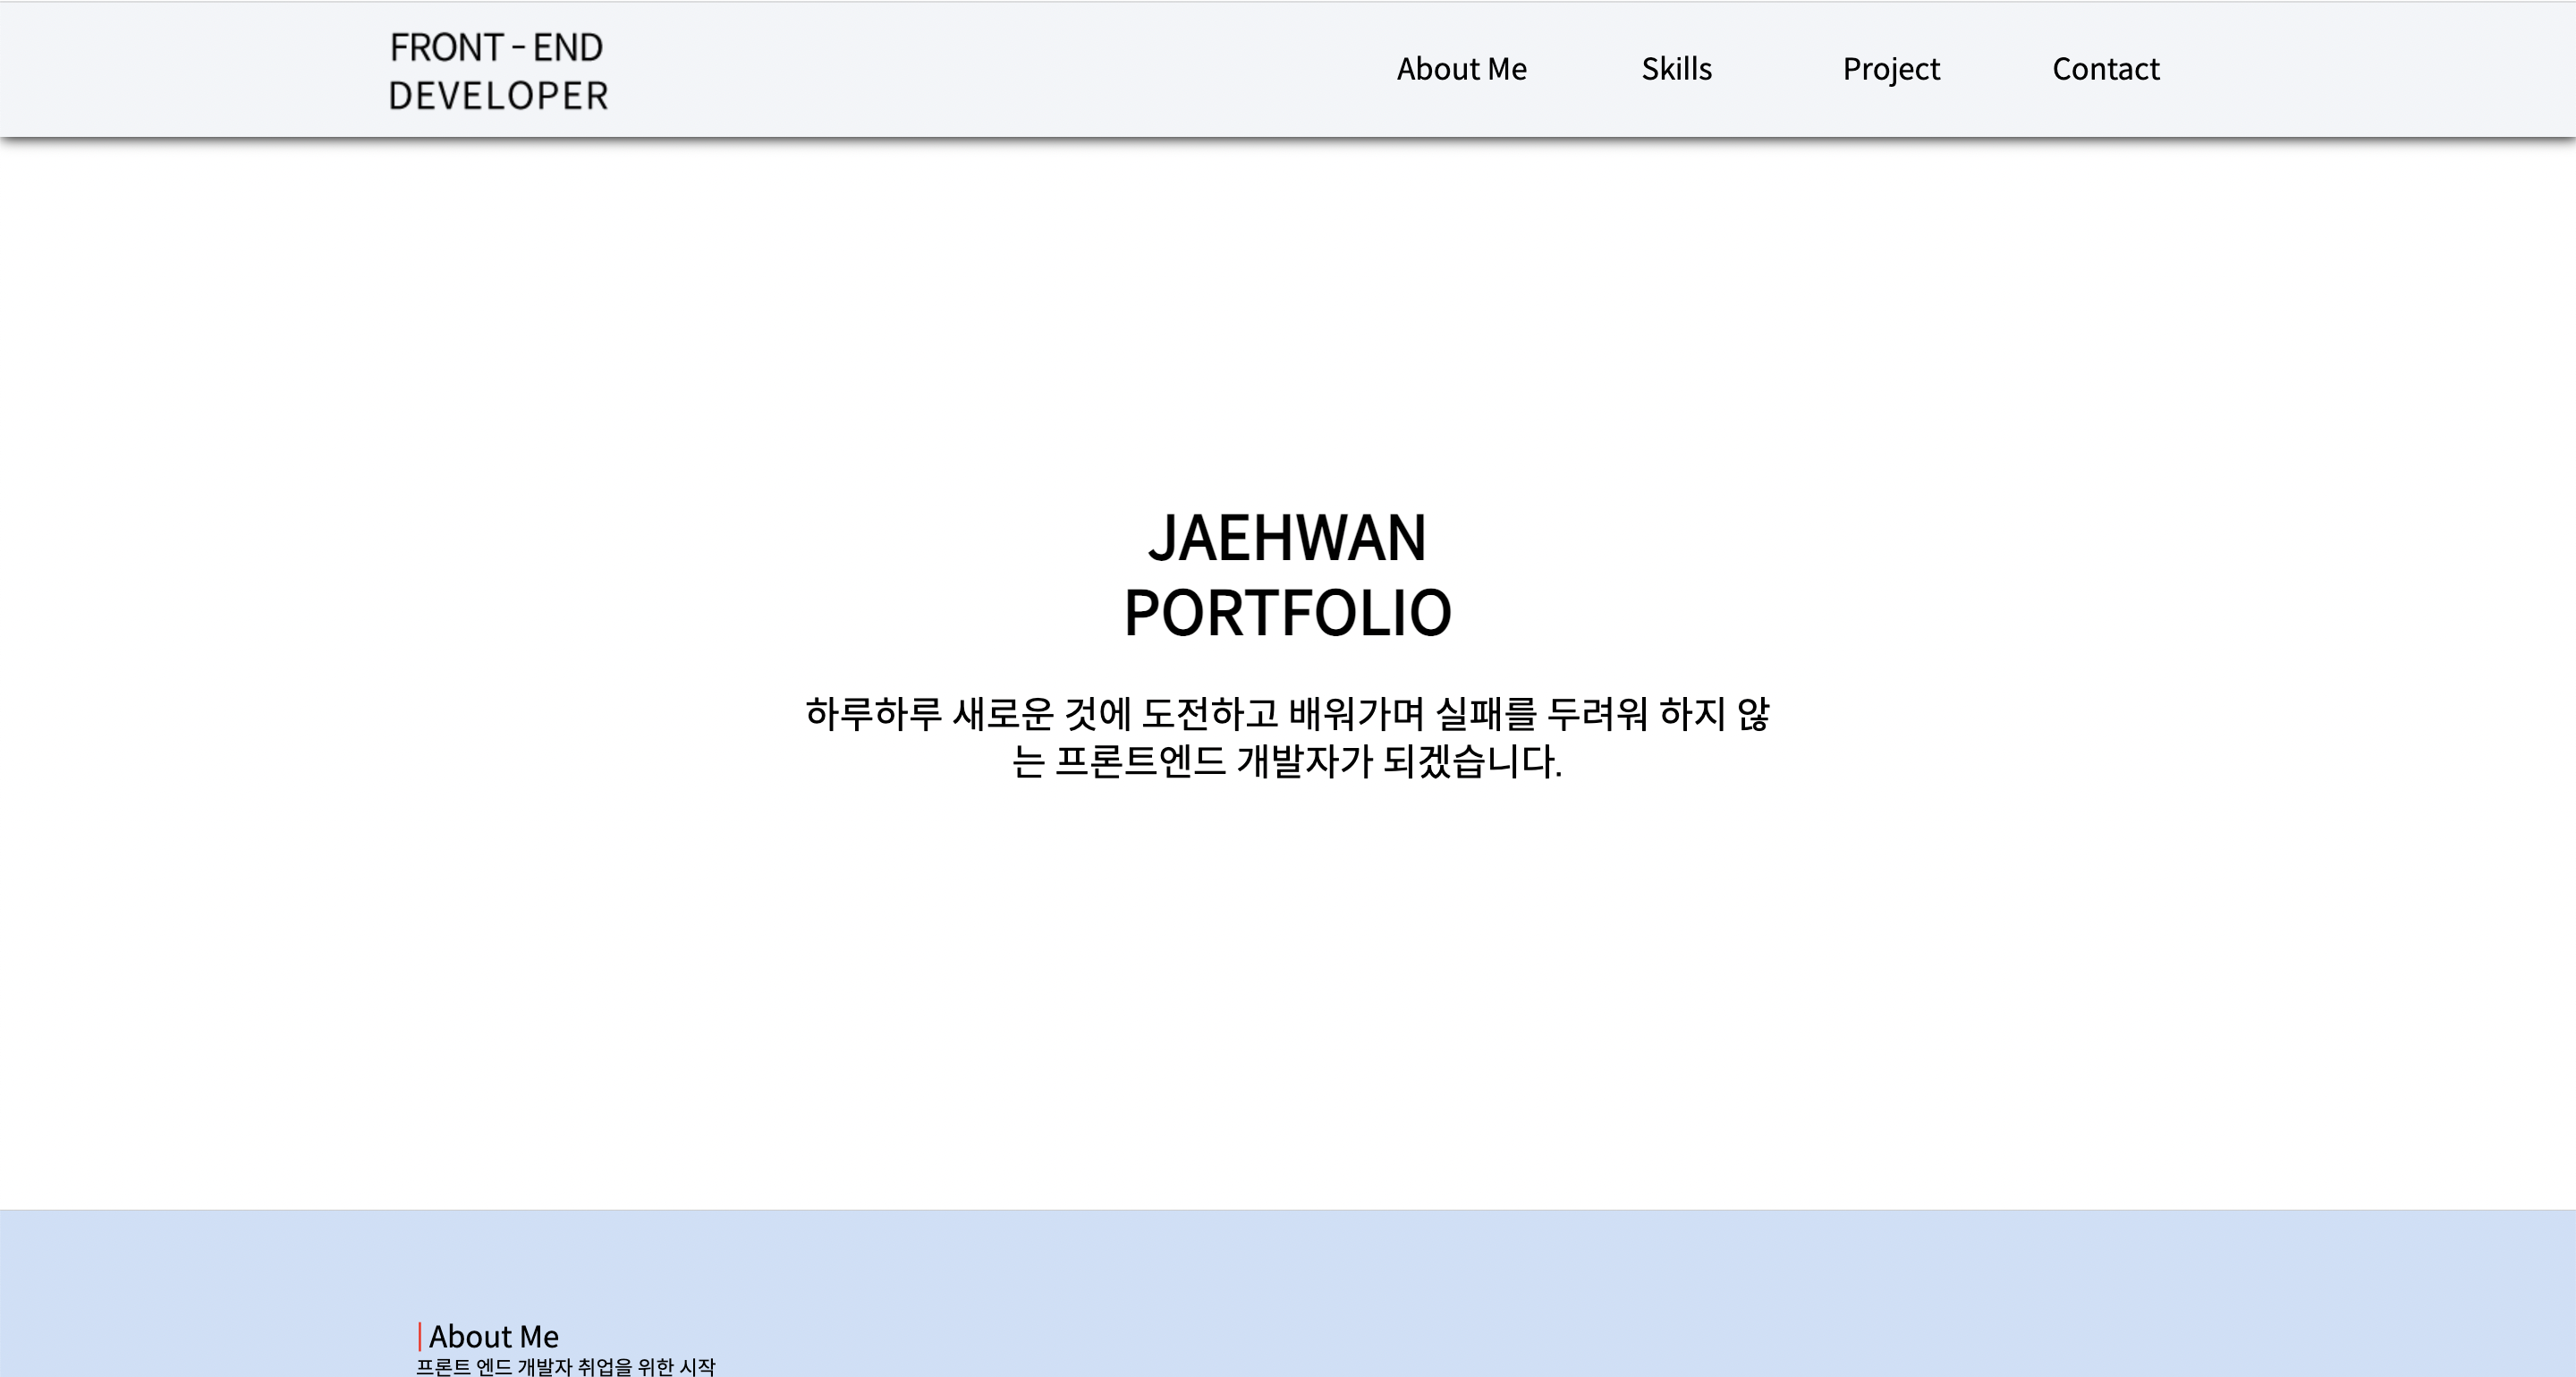 FRONT - END
DEVELOPER
About Me
Skills
Project
Contact
JAEHWAN
PORTFOLIO
하루하루 새로운 것에 도전하고 배워가며 실패를 두려워 하지 않
는 프론트엔드 개발자가 되겠습니다.
| About Me
프론트 엔드 개발자 취업을 위한 시작